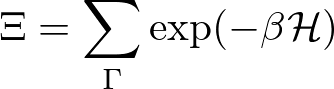 Ξ = ∑_Γ exp(−βℋ)